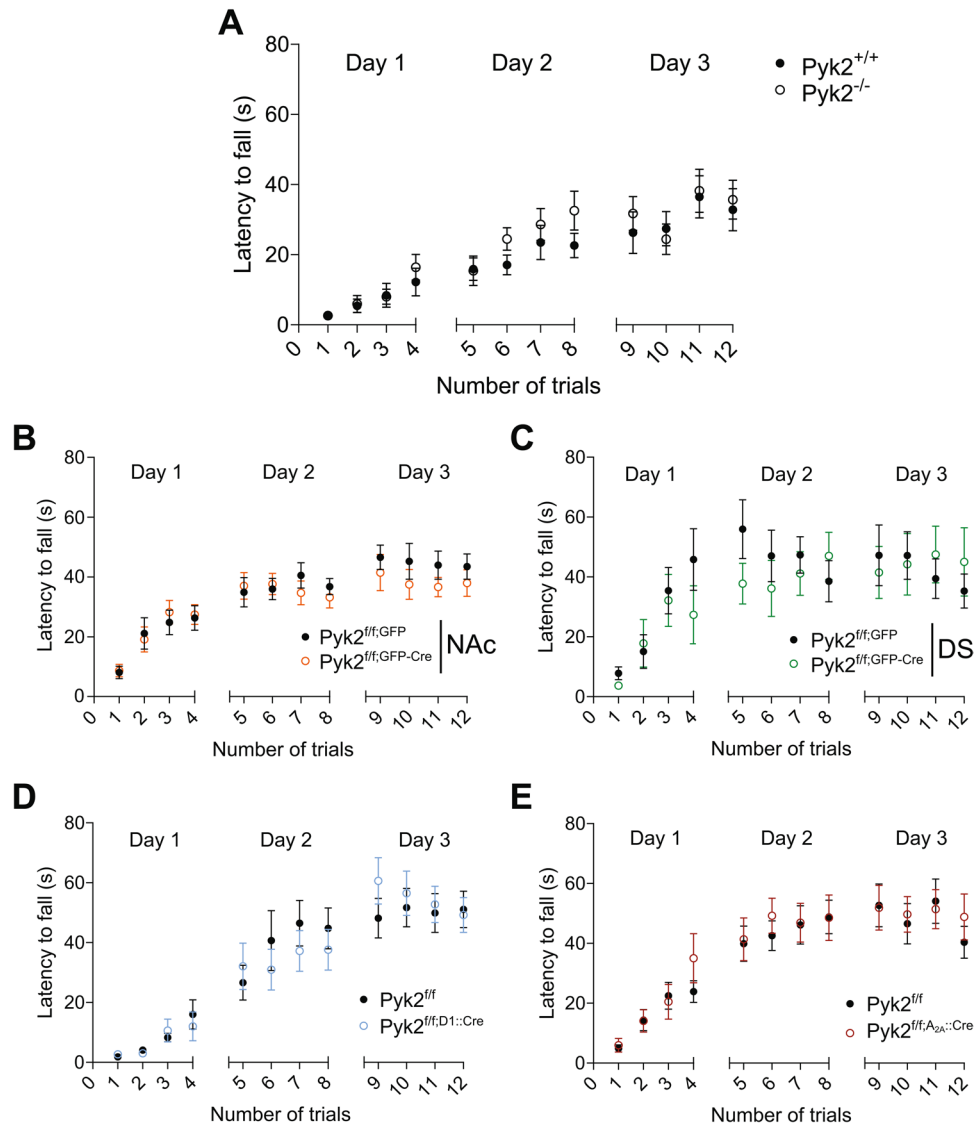 A
Day 1 Day 2 Day 3
Pyk2+/+
Pyk2-/-
Latency to fall (s)
80
60
40
20
0
0 1 2 3 4 5 6 7 8 9 10 11 12
Number of trials
B
Day 1 Day 2 Day 3
Latency to fall (s)
80
60
40
20
0
Pyk2f/f;GFP
Pyk2f/f;GFP-Cre
NAc
0 1 2 3 4 5 6 7 8 9 10 11 12
Number of trials
C
Day 1 Day 2 Day 3
Latency to fall (s)
80
60
40
20
0
Pyk2f/f;GFP
Pyk2f/f;GFP-Cre
DS
0 1 2 3 4 5 6 7 8 9 10 11 12
Number of trials
D
Day 1 Day 2 Day 3
Latency to fall (s)
80
60
40
20
0
Pyk2f/f
Pyk2f/f;D1::Cre
0 1 2 3 4 5 6 7 8 9 10 11 12
Number of trials
E
Day 1 Day 2 Day 3
Latency to fall (s)
80
60
40
20
0
Pyk2f/f
Pyk2f/f;A2A::Cre
0 1 2 3 4 5 6 7 8 9 10 11 12
Number of trials